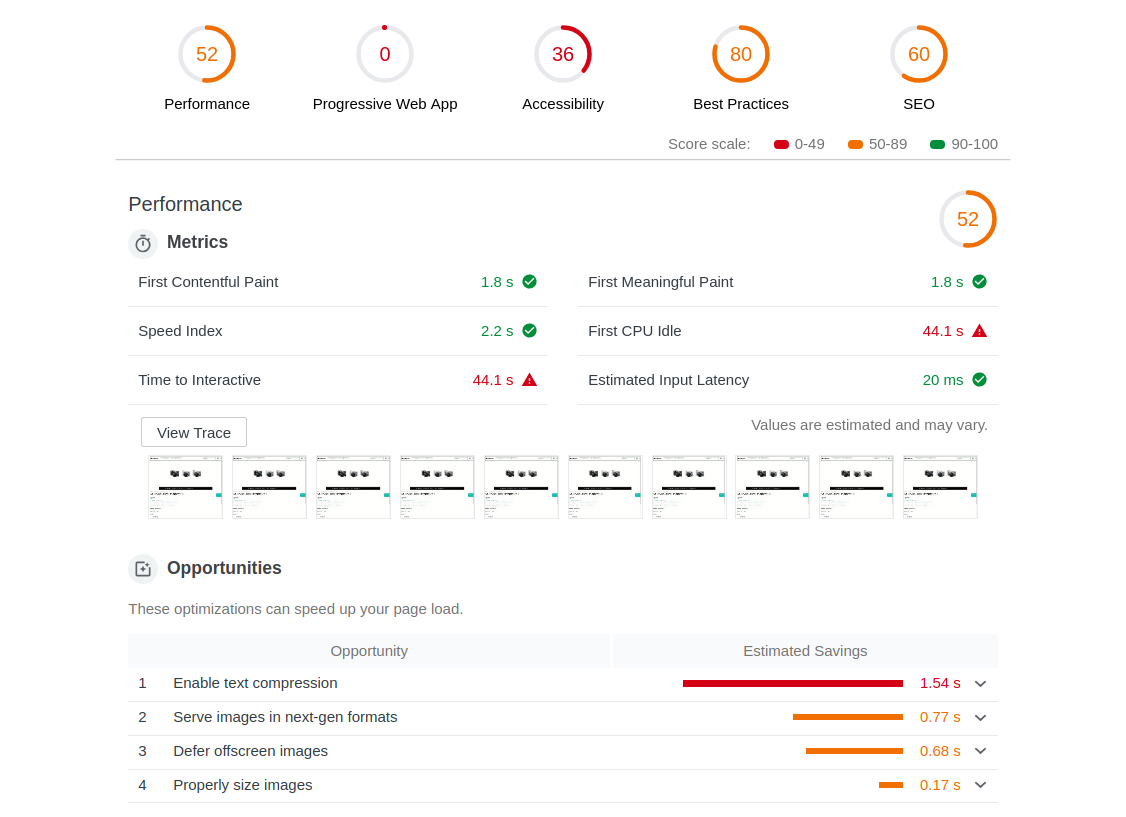 52
0
36
80
60
Performance
Progressive Web App
Accessibility
Best Practices
SEO
Score scale:
0-49
50-89
90-100
Performance
52
Metrics
First Contentful Paint
1.8 s
First Meaningful Paint
1.8 s
Speed Index
2.2 s
First CPU Idle
44.1 s
Time to Interactive
44.1 s
Estimated Input Latency
20 ms
View Trace
Values are estimated and may vary.
Opportunities
These optimizations can speed up your page load.
Opportunity
Estimated Savings
1 Enable text compression
1.54 s
2 Serve images in next-gen formats
0.77 s
3 Defer offscreen images
0.68 s
4 Properly size images
0.17 s